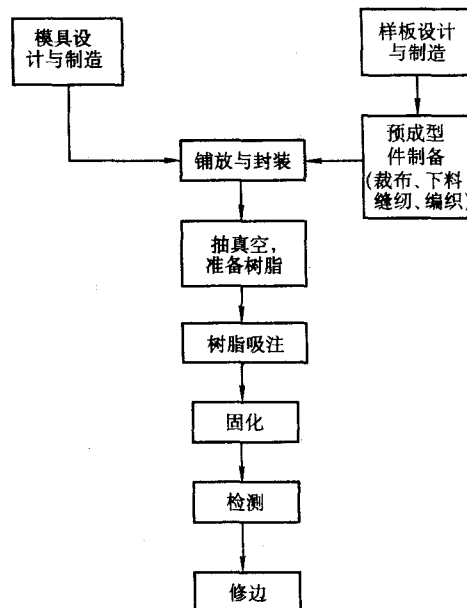 模具设
计与制造
样板设计
与制造
预成型
件制备
(裁布、下料
缝纫、编织)
铺放与封装
抽真空,
准备树脂
树脂吸注
固化
检测
修边